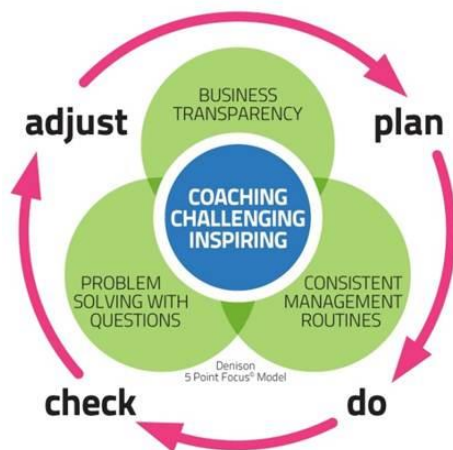 BUSINESS
TRANSPARENCY
adjust
plan
COACHING
CHALLENGING
INSPIRING
PROBLEM
SOLVING WITH
QUESTIONS
CONSISTENT
MANAGEMENT
ROUTINES
Denison
5 Point Focus© Model
check
do